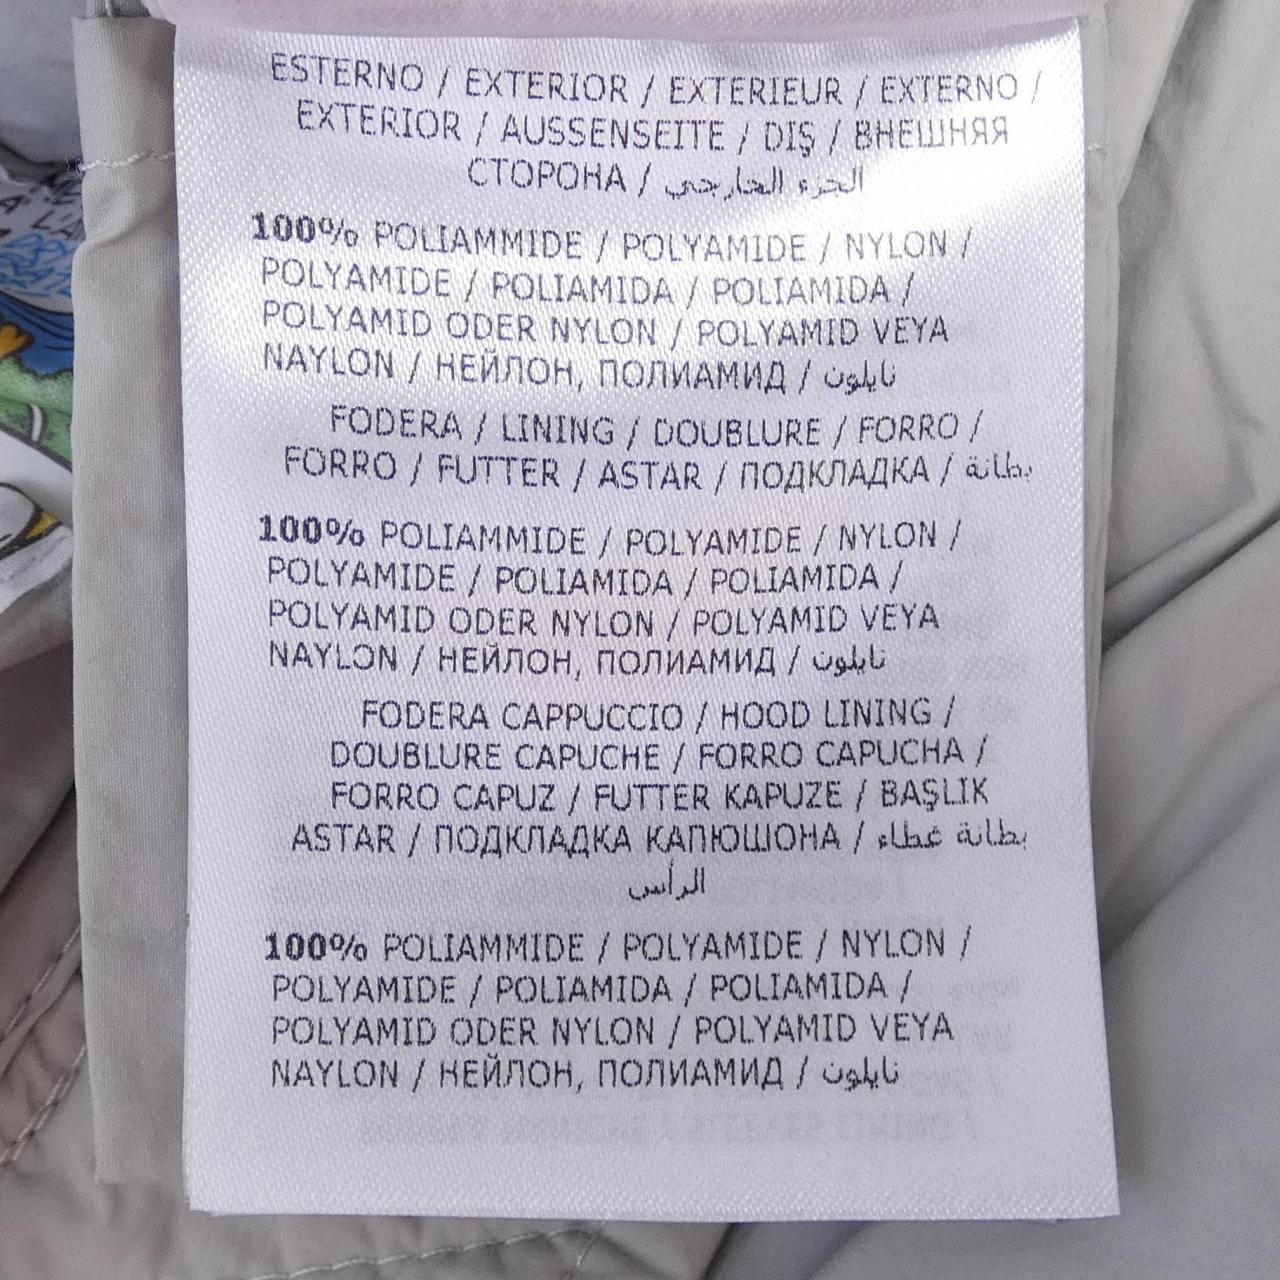 ESTERNO / EXTERIOR / EXTERIEUR / EXTERNO /
EXTERIOR / AUSSENSEITE / DIŞ / ВНЕШНЯЯ
СТОРОНА / الجزء الخارجي
100% POLIAMMIDE / POLYAMIDE / NYLON /
POLYAMIDE / POLIAMIDA / POLIAMIDA /
POLYAMID ODER NYLON / POLYAMID VEYA
NAYLON / НЕЙЛОН, ПОЛИАМИД / نايلون
FODERA / LINING / DOUBLURE / FORRO /
FORRO / FUTTER / ASTAR / ПОДКЛАДКА / بطانة
100% POLIAMMIDE / POLYAMIDE / NYLON /
POLYAMIDE / POLIAMIDA / POLIAMIDA /
POLYAMID ODER NYLON / POLYAMID VEYA
NAYLON / НЕЙЛОН, ПОЛИАМИД / نايلون
FODERA CAPPUCCIO / HOOD LINING /
DOUBLURE CAPUCHE / FORRO CAPUCHA /
FORRO CAPUZ / FUTTER KAPUZE / BAŞLIK
ASTAR / ПОДКЛАДКА КАПЮШОНА / بطانة غطاء
الرأس
100% POLIAMMIDE / POLYAMIDE / NYLON /
POLYAMIDE / POLIAMIDA / POLIAMIDA /
POLYAMID ODER NYLON / POLYAMID VEYA
NAYLON / НЕЙЛОН, ПОЛИАМИД / نايلون